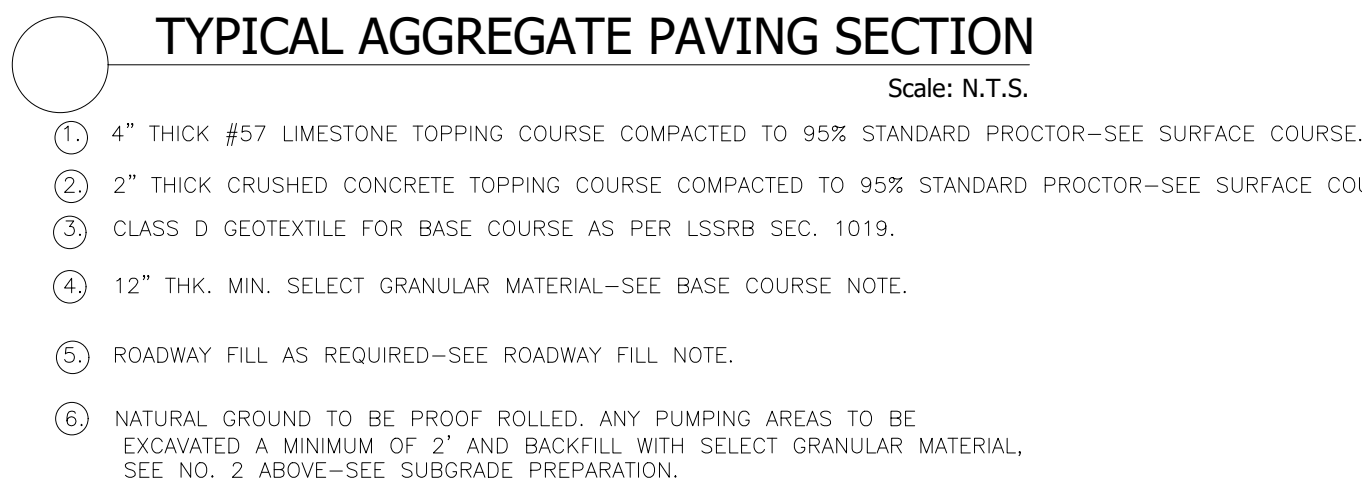 TYPICAL AGGREGATE PAVING SECTION
Scale: N.T.S.
1. 4" THICK #57 LIMESTONE TOPPING COURSE COMPACTED TO 95% STANDARD PROCTOR-SEE SURFACE COURSE.
2. 2" THICK CRUSHED CONCRETE TOPPING COURSE COMPACTED TO 95% STANDARD PROCTOR-SEE SURFACE
3. CLASS D GEOTEXTILE FOR BASE COURSE AS PER LSSRB SEC. 1019.
4. 12" THK. MIN. SELECT GRANULAR MATERIAL-SEE BASE COURSE NOTE.
5. ROADWAY FILL AS REQUIRED-SEE ROADWAY FILL NOTE.
6. NATURAL GROUND TO BE PROOF ROLLED. ANY PUMPING AREAS TO BE
EXCAVATED A MINIMUM OF 2' AND BACKFILL WITH SELECT GRANULAR MATERIAL,
SEE NO. 2 ABOVE-SEE SUBGRADE PREPARATION.